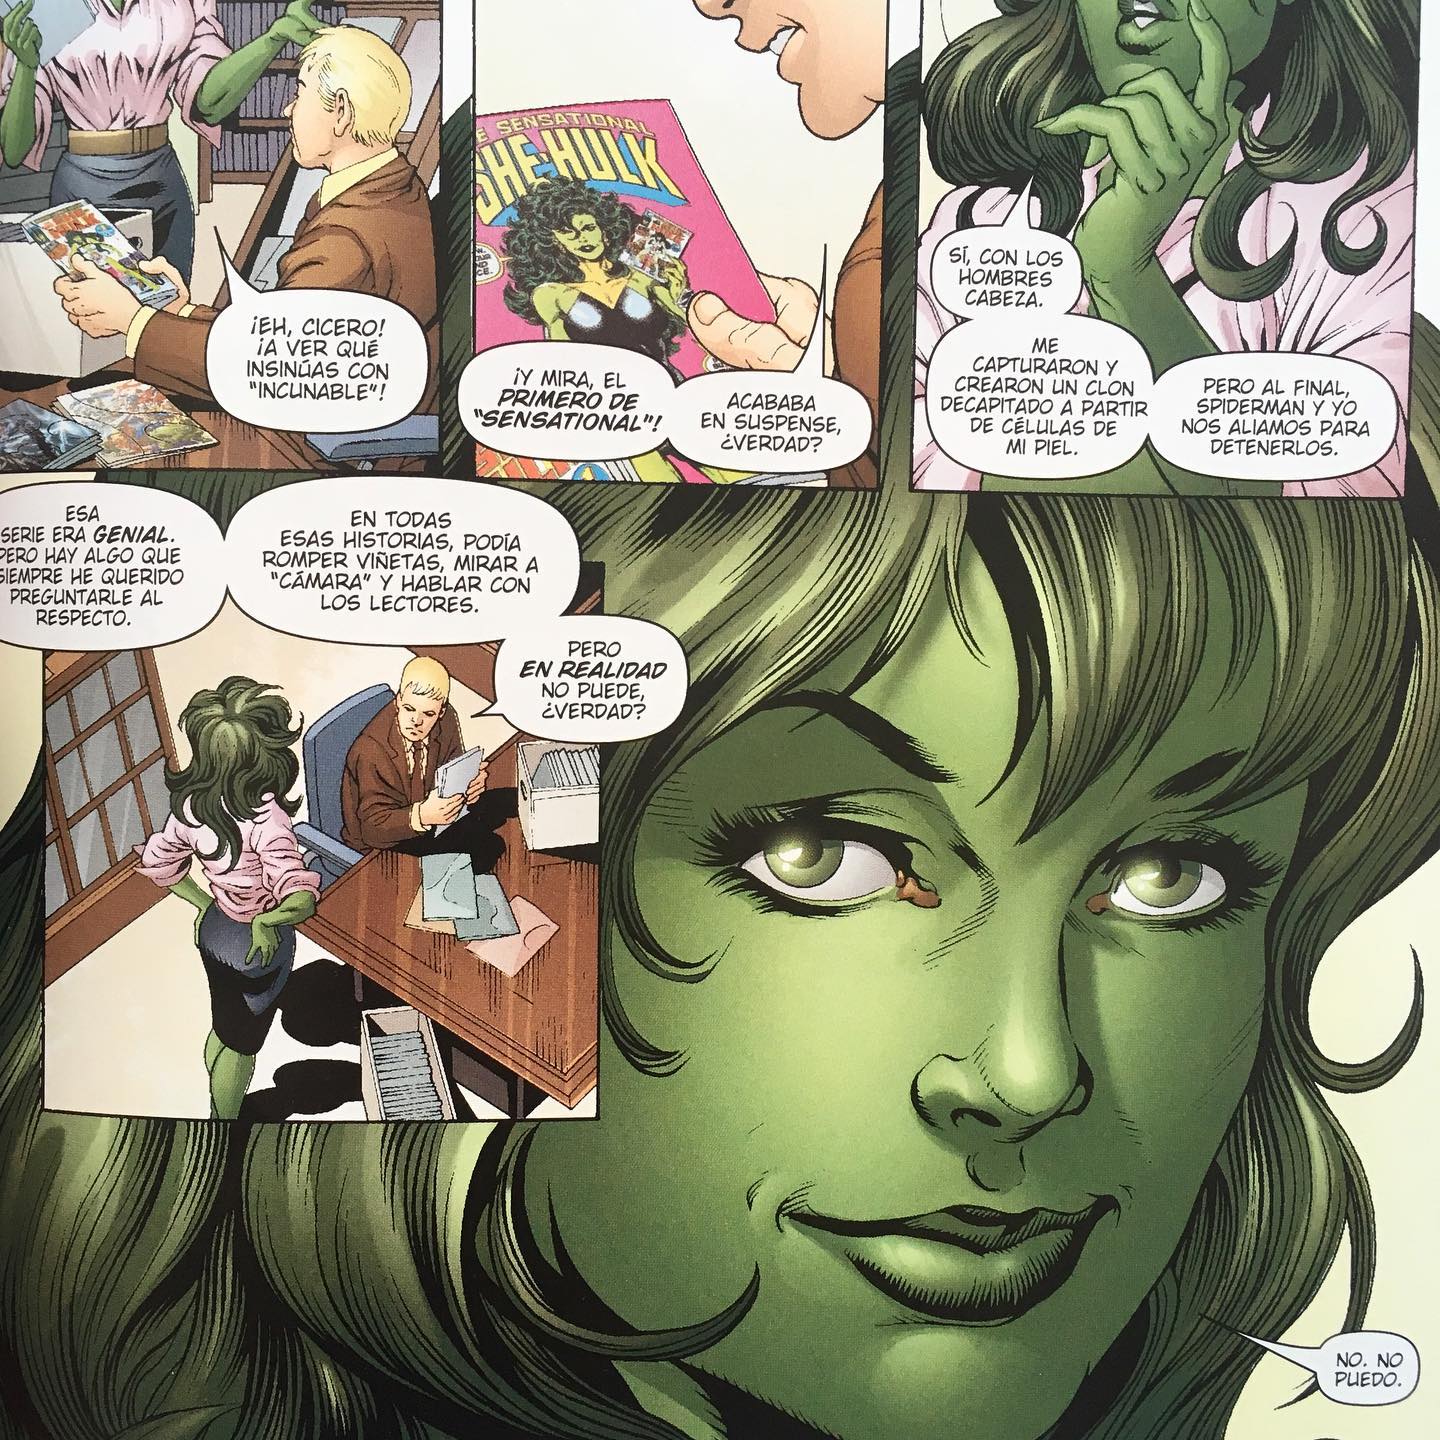 ¡EH, CICERO!
¡A VER QUÉ
INSINÚAS CON
"INCUNABLE"!
THE SENSATIONAL
SHE-HULK
¡Y MIRA, EL
PRIMERO DE
"SENSATIONAL"!
ACABABA
EN SUSPENSE,
¿VERDAD?
SÍ, CON LOS
HOMBRES
CABEZA.
ME
CAPTURARON Y
CREARON UN CLON
DECAPITADO A PARTIR
DE CÉLULAS DE
MI PIEL.
PERO AL FINAL,
SPIDERMAN Y YO
NOS ALIAMOS PARA
DETENERLOS.
ESA
SERIE ERA GENIAL.
PERO HAY ALGO QUE
SIEMPRE HE QUERIDO
PREGUNTARLE AL
RESPECTO.
EN TODAS
ESAS HISTORIAS, PODÍA
ROMPER VIÑETAS, MIRAR A
"CÁMARA" Y HABLAR CON
LOS LECTORES.
PERO
EN REALIDAD
NO PUEDE,
¿VERDAD?
NO. NO
PUEDO.